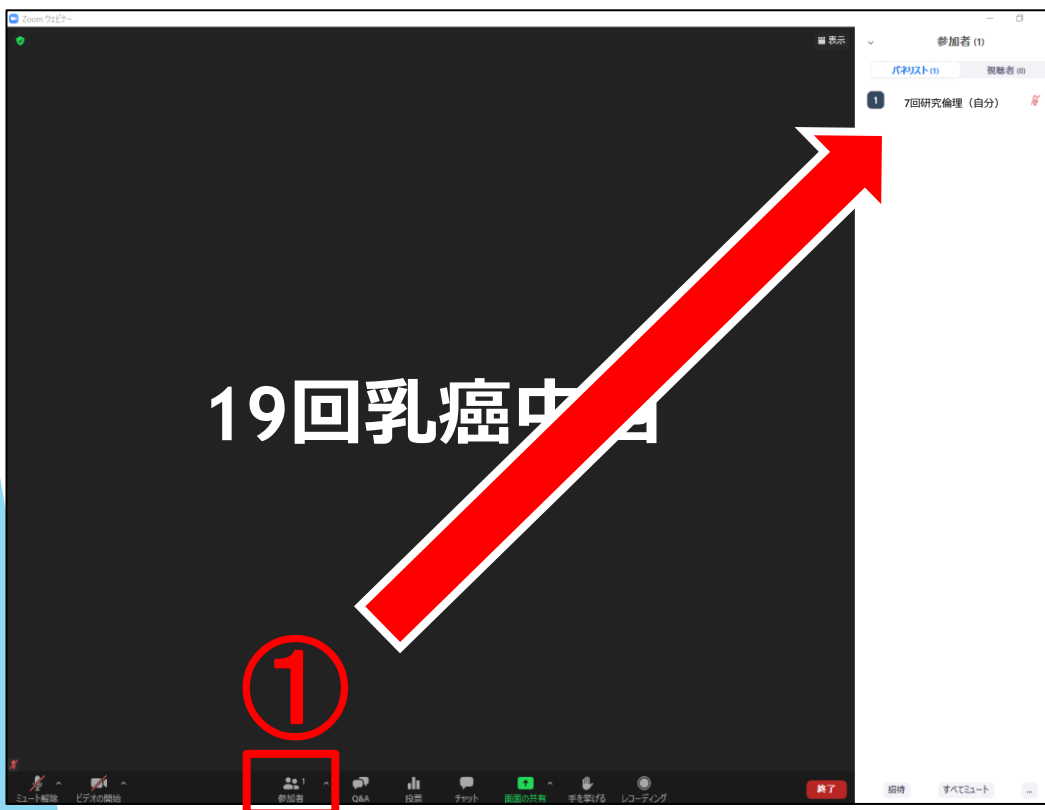 Zoom ウェビナー
表示
参加者 (1)
パネリスト (1)
視聴者 (0)
1
7回研究倫理（自分）
19回乳癌中
①
ミュート解除
ビデオの開始
1
参加者
Q&A
投票
チャット
画面の共有
手を挙げる
レコーディング
終了
招待
すべてミュート
...